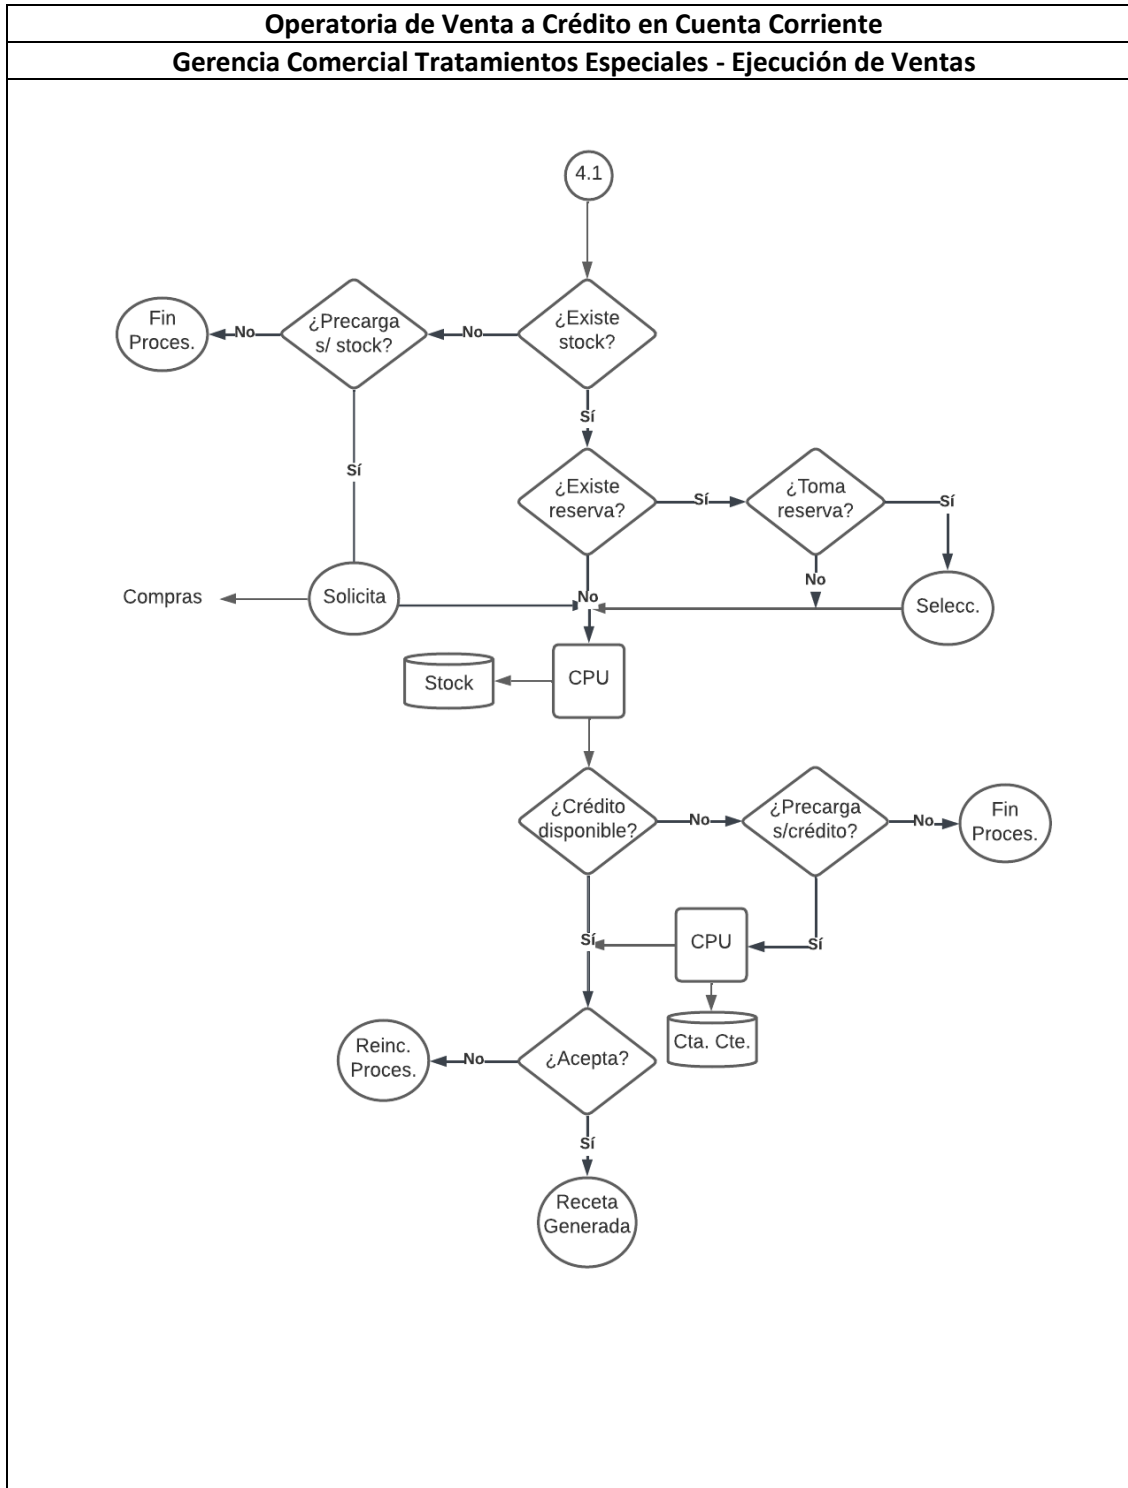 Operatoria de Venta a Crédito en Cuenta Corriente
Gerencia Comercial Tratamientos Especiales - Ejecución de Ventas
4.1
Fin
Proces.
No
¿Precarga
s/ stock?
No
¿Existe
stock?
Sí
Sí
¿Existe
reserva?
Sí
¿Toma
reserva?
Sí
No
No
Compras
Solicita
Selecc.
Stock
CPU
¿Crédito
disponible?
No
¿Precarga
s/crédito?
No
Fin
Proces.
Sí
CPU
Sí
Cta. Cte.
Reinc.
Proces.
No
¿Acepta?
Sí
Receta
Generada